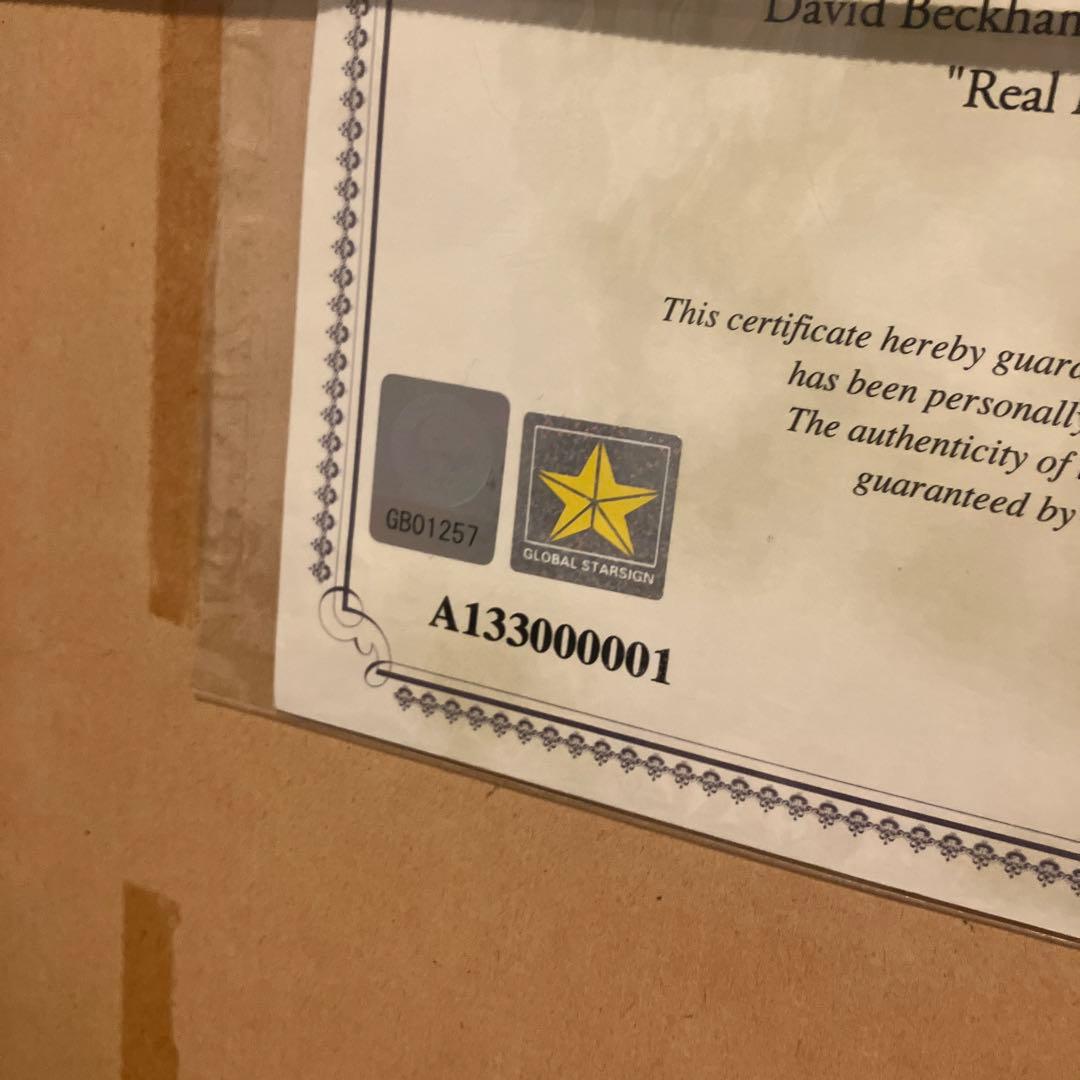 David Beckham
"Real
This certificate hereby guara
has been personally
The authenticity of
guaranteed by
GB01257
GLOBAL STARSIGN
A133000001